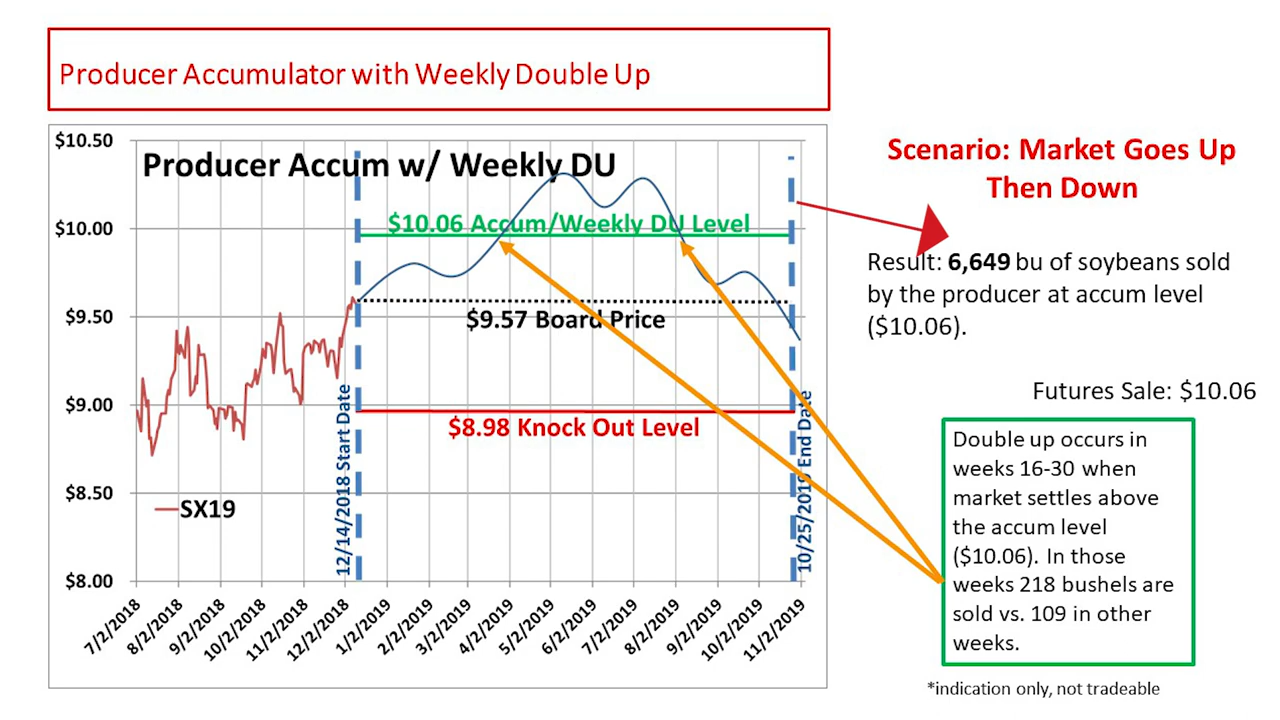 Producer Accumulator with Weekly Double Up
Producer Accum w/ Weekly DU
$10.50
$10.00
$9.50
$9.00
$8.50
$8.00
$10.06 Accum/Weekly DU Level
$9.57 Board Price
$8.98 Knock Out Level
12/14/2018 Start Date
10/25/2019 End Date
SX19
7/2/2018
8/2/2018
9/2/2018
10/2/2018
11/2/2018
12/2/2018
1/2/2019
2/2/2019
3/2/2019
4/2/2019
5/2/2019
6/2/2019
7/2/2019
8/2/2019
9/2/2019
10/2/2019
11/2/2019
Scenario: Market Goes Up
Then Down
Result: 6,649 bu of soybeans sold
by the producer at accum level
($10.06).
Futures Sale: $10.06
Double up occurs in
weeks 16-30 when
market settles above
the accum level
($10.06). In those
weeks 218 bushels are
sold vs. 109 in other
weeks.
*indication only, not tradeable